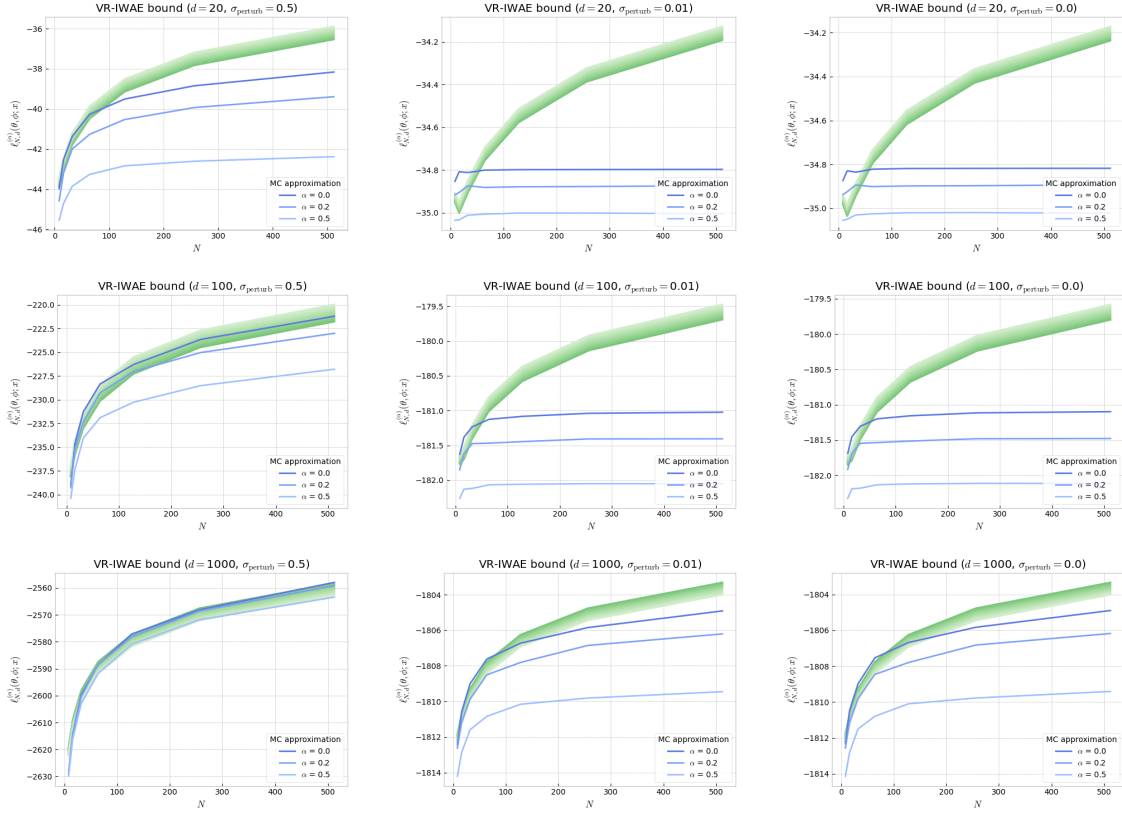 VR-IWAE bound (d = 20, σperturb = 0.5)
−36
−38
−40
−42
−44
−46
ℓ(α)N,d(θ, ϕ; x)
0 100 200 300 400 500
N
MC approximation
α = 0.0
α = 0.2
α = 0.5
VR-IWAE bound (d = 20, σperturb = 0.01)
−34.2
−34.4
−34.6
−34.8
−35.0
ℓ(α)N,d(θ, ϕ; x)
0 100 200 300 400 500
N
MC approximation
α = 0.0
α = 0.2
α = 0.5
VR-IWAE bound (d = 20, σperturb = 0.0)
−34.2
−34.4
−34.6
−34.8
−35.0
ℓ(α)N,d(θ, ϕ; x)
0 100 200 300 400 500
N
MC approximation
α = 0.0
α = 0.2
α = 0.5
VR-IWAE bound (d = 100, σperturb = 0.5)
−220.0
−222.5
−225.0
−227.5
−230.0
−232.5
−235.0
−237.5
−240.0
ℓ(α)N,d(θ, ϕ; x)
0 100 200 300 400 500
N
MC approximation
α = 0.0
α = 0.2
α = 0.5
VR-IWAE bound (d = 100, σperturb = 0.01)
−179.5
−180.0
−180.5
−181.0
−181.5
−182.0
ℓ(α)N,d(θ, ϕ; x)
0 100 200 300 400 500
N
MC approximation
α = 0.0
α = 0.2
α = 0.5
VR-IWAE bound (d = 100, σperturb = 0.0)
−179.5
−180.0
−180.5
−181.0
−181.5
−182.0
ℓ(α)N,d(θ, ϕ; x)
0 100 200 300 400 500
N
MC approximation
α = 0.0
α = 0.2
α = 0.5
VR-IWAE bound (d = 1000, σperturb = 0.5)
−2560
−2570
−2580
−2590
−2600
−2610
−2620
−2630
ℓ(α)N,d(θ, ϕ; x)
0 100 200 300 400 500
N
MC approximation
α = 0.0
α = 0.2
α = 0.5
VR-IWAE bound (d = 1000, σperturb = 0.01)
−1804
−1806
−1808
−1810
−1812
−1814
ℓ(α)N,d(θ, ϕ; x)
0 100 200 300 400 500
N
MC approximation
α = 0.0
α = 0.2
α = 0.5
VR-IWAE bound (d = 1000, σperturb = 0.0)
−1804
−1806
−1808
−1810
−1812
−1814
ℓ(α)N,d(θ, ϕ; x)
0 100 200 300 400 500
N
MC approximation
α = 0.0
α = 0.2
α = 0.5